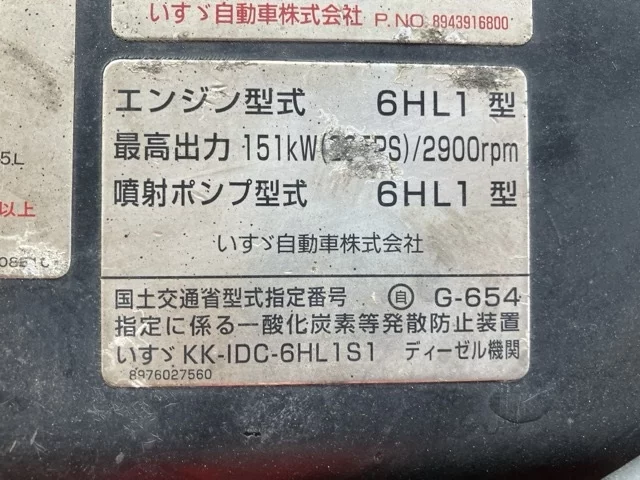 いすゞ自動車株式会社 P.NO. 8943916800
5.L
以上
エンジン型式 6HL1 型
最高出力 151kW( PS)/2900rpm
噴射ポンプ型式 6HL1 型
いすゞ自動車株式会社
国土交通省型式指定番号 自 G-654
指定に係る一酸化炭素等発散防止装置
いすゞ KK-IDC-6HL1S1 ディーゼル機関
8976027560